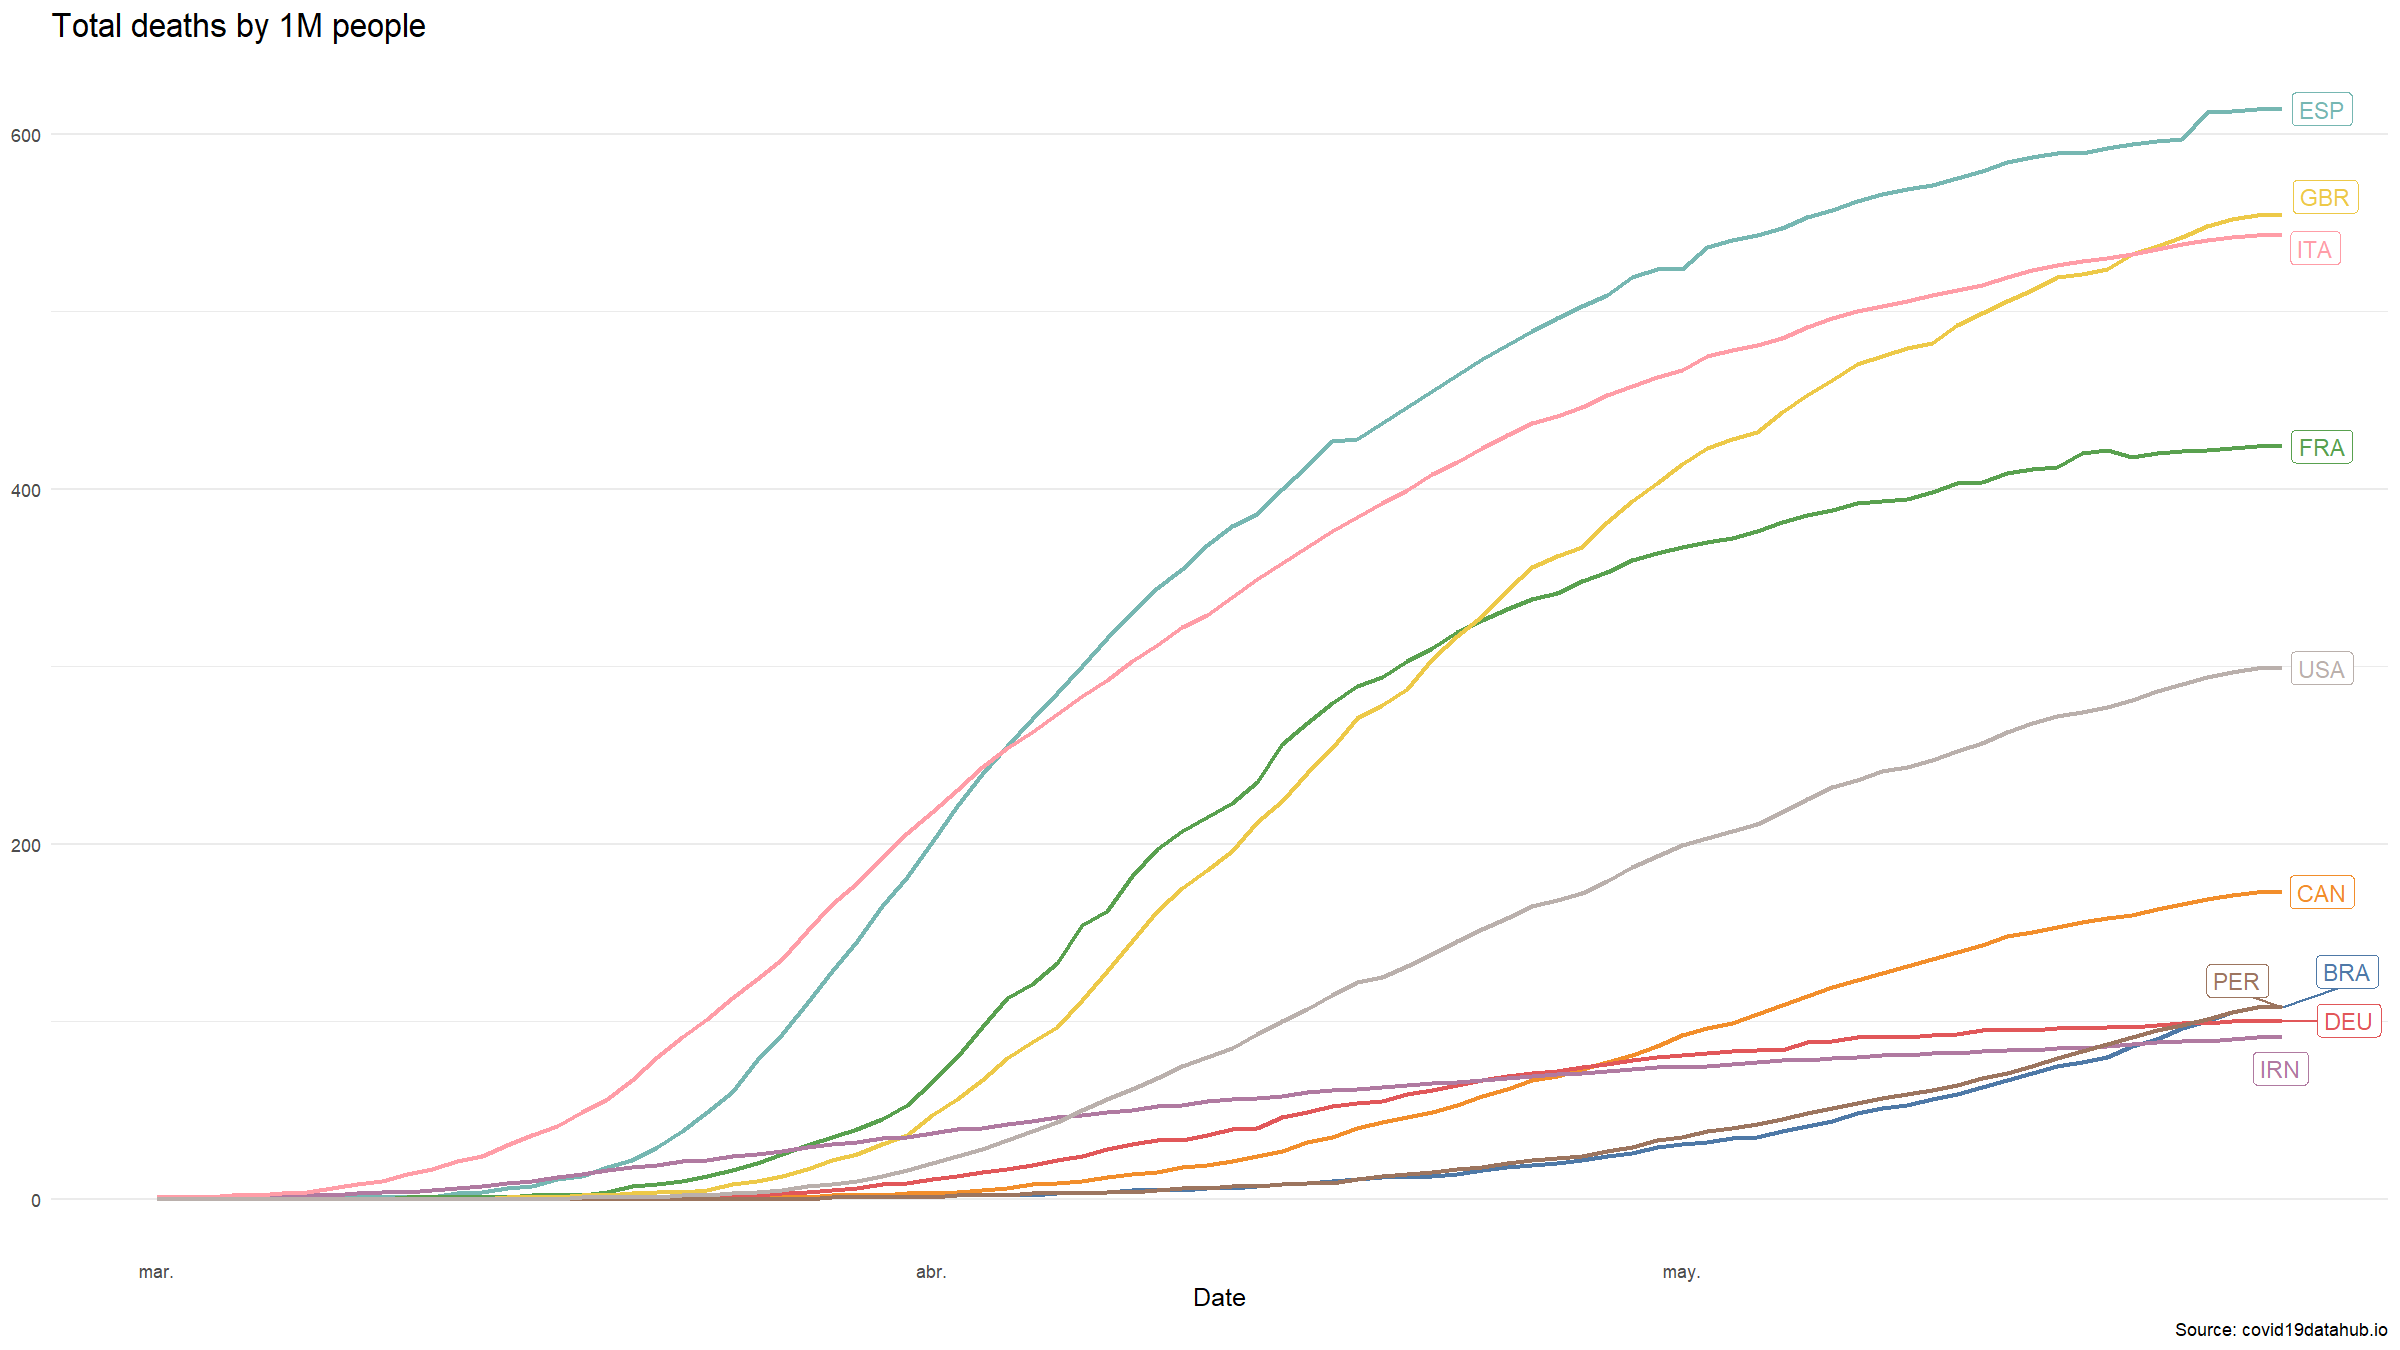 Total deaths by 1M people
600
400
200
0
ESP
GBR
ITA
FRA
USA
CAN
BRA
PER
DEU
IRN
mar.
abr.
may.
Date
Source: covid19datahub.io